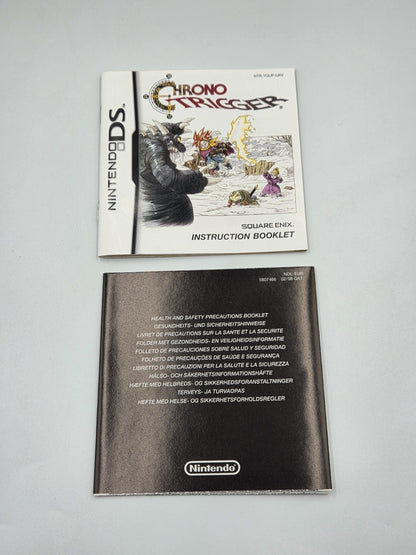 NTR-YQUP-UKV
CHRONO
TRIGGER
NINTENDO DS
SQUARE ENIX
INSTRUCTION BOOKLET
NDL-EUR
5807466 02/'08 GAT
HEALTH AND SAFETY PRECAUTIONS BOOKLET
GESUNDHEITS- UND SICHERHEITSHINWEISE
LIVRET DE PRECAUTIONS SUR LA SANTE ET LA SECURITE
FOLDER MET GEZONDHEIDS- EN VEILIGHEIDSINFORMATIE
FOLLETO DE PRECAUCIONES SOBRE SALUD Y SEGURIDAD
FOLHETO DE PRECAUÇÕES DE SAÚDE E SEGURANÇA
LIBRETTO DI PRECAUZIONI PER LA SALUTE E LA SICUREZZA
HÄLSO- OCH SÄKERHETSINFORMATIONSHÄFTE
HÆFTE MED HELBREDS- OG SIKKERHEDSFORANSTALTNINGER
TERVEYS- JA TURVAOPAS
HEFTE MED HELSE- OG SIKKERHETSFORHOLDSREGLER
Nintendo